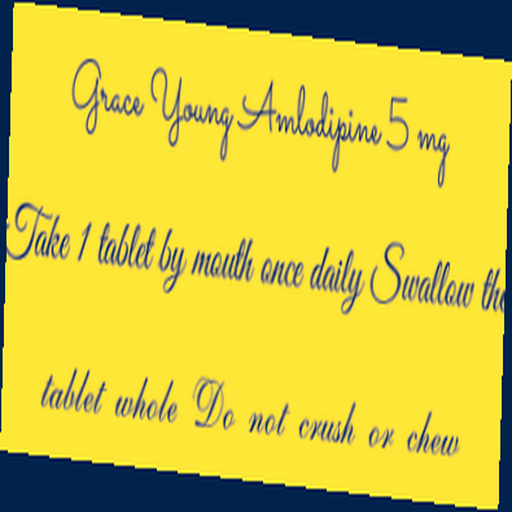 Grace Young Amlodipine 5 mg
Take 1 tablet by mouth once daily Swallow the
tablet whole Do not crush or chew